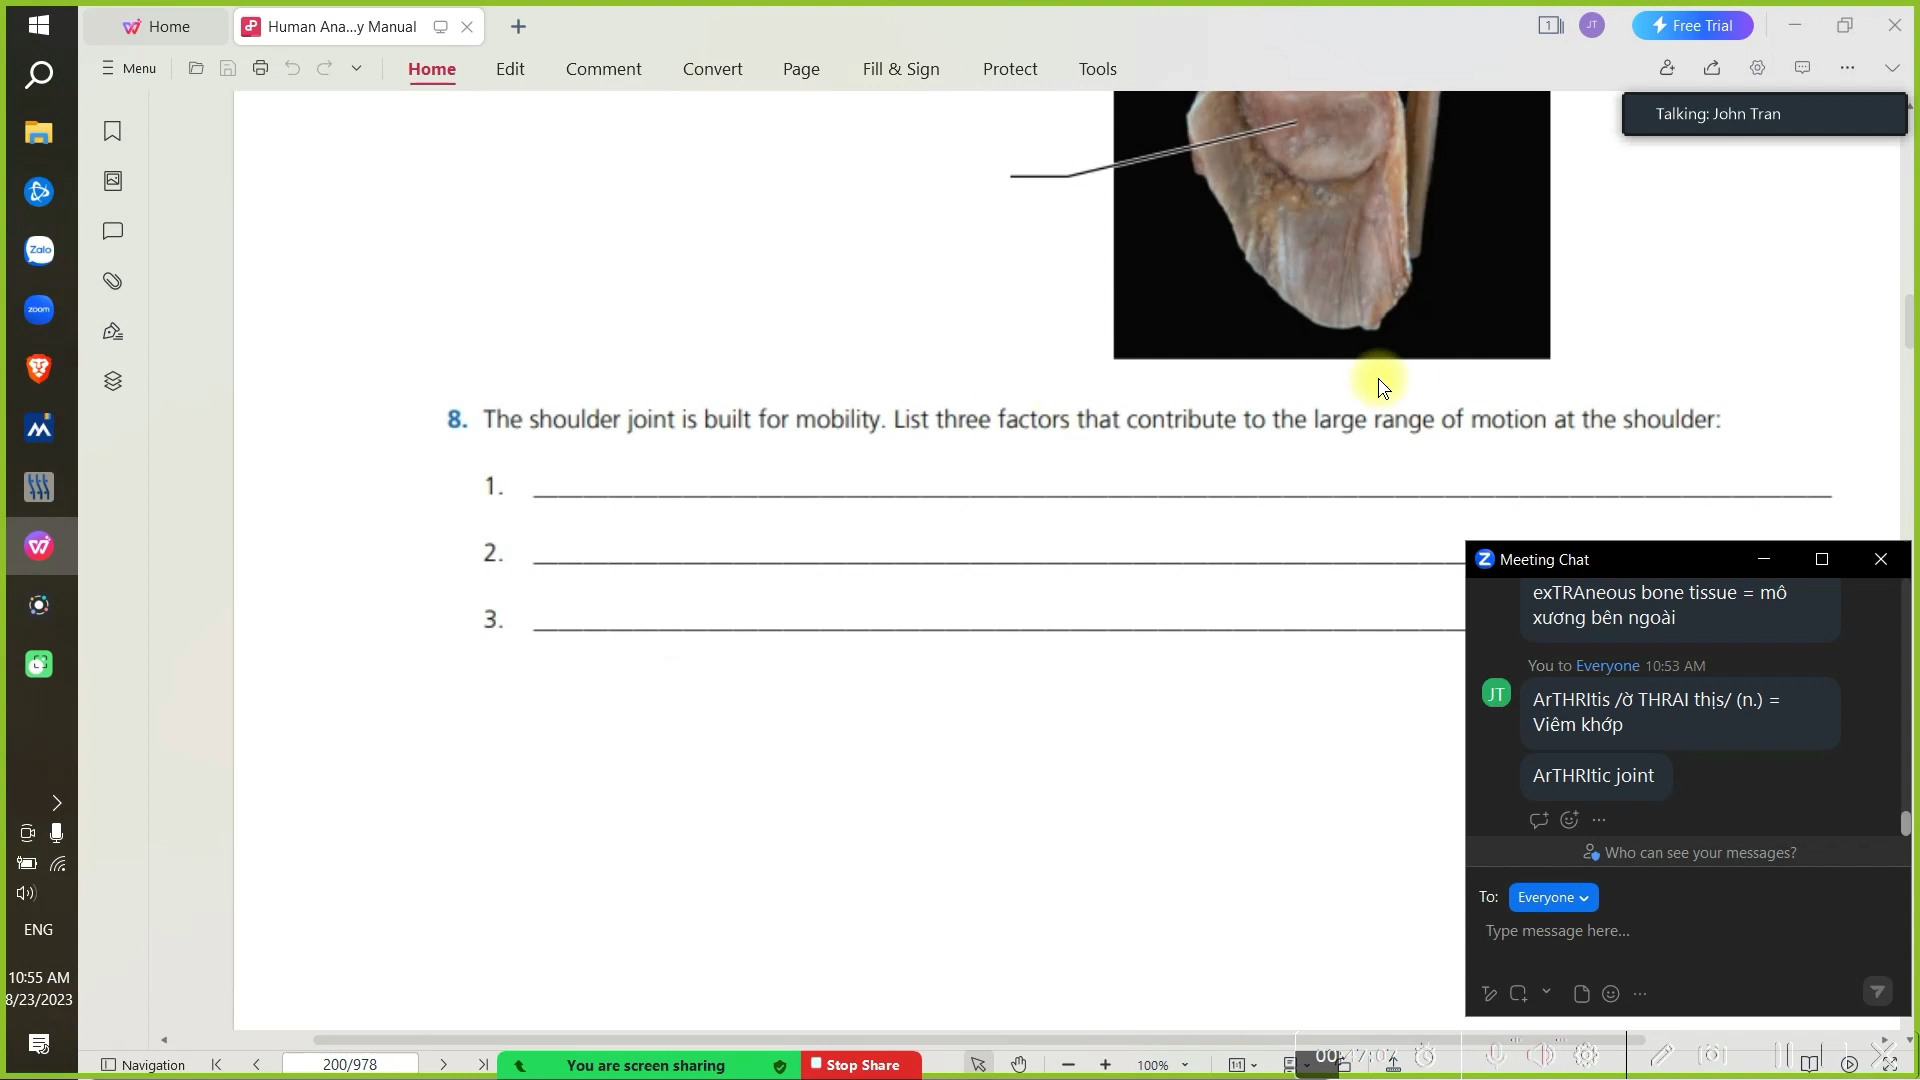 Home
Human Ana...y Manual
JT
Free Trial
Menu
Home
Edit
Comment
Convert
Page
Fill & Sign
Protect
Tools
Talking: John Tran
Zalo
zoom
8. The shoulder joint is built for mobility. List three factors that contribute to the large range of motion at the shoulder:
1.
2.
3.
Meeting Chat
exTRAneous bone tissue = mô
xương bên ngoài
You to Everyone 10:53 AM
JT
ArTHRItis /ờ THRAI thịs/ (n.) =
Viêm khớp
ArTHRItic joint
Who can see your messages?
To: Everyone
Type message here...
ENG
10:55 AM
8/23/2023
Navigation
200/978
You are screen sharing
Stop Share
100%